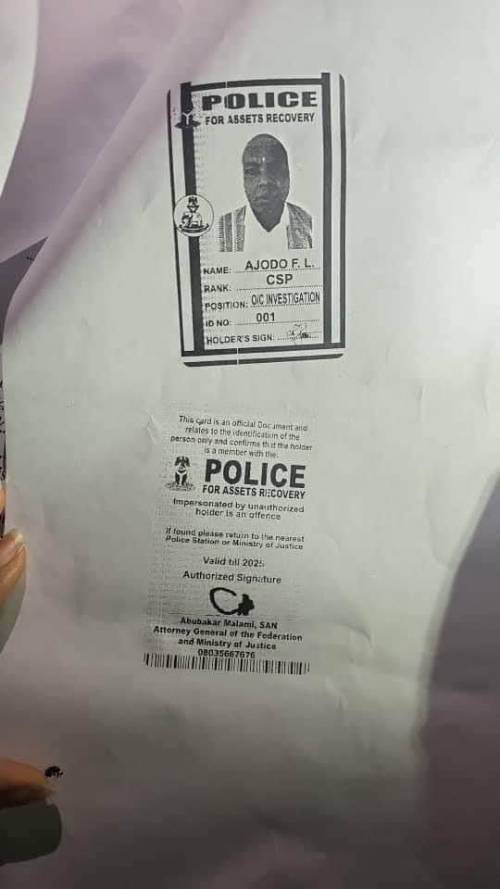 POLICE
FOR ASSETS RECOVERY
NAME: AJODO F. L.
RANK: CSP
POSITION: O/C INVESTIGATION
ID NO: 001
HOLDER'S SIGN:
This card is an official Document and
relates to the identification of the
person only and confirms that the holder
is a member with the:
POLICE
FOR ASSETS RECOVERY
Impersonated by unauthorized
holder is an offence
If found please return to the nearest
Police Station or Ministry of Justice
Valid till 2025
Authorized Signature
Abubakar Malami, SAN
Attorney General of the Federation
and Ministry of Justice
08035667676